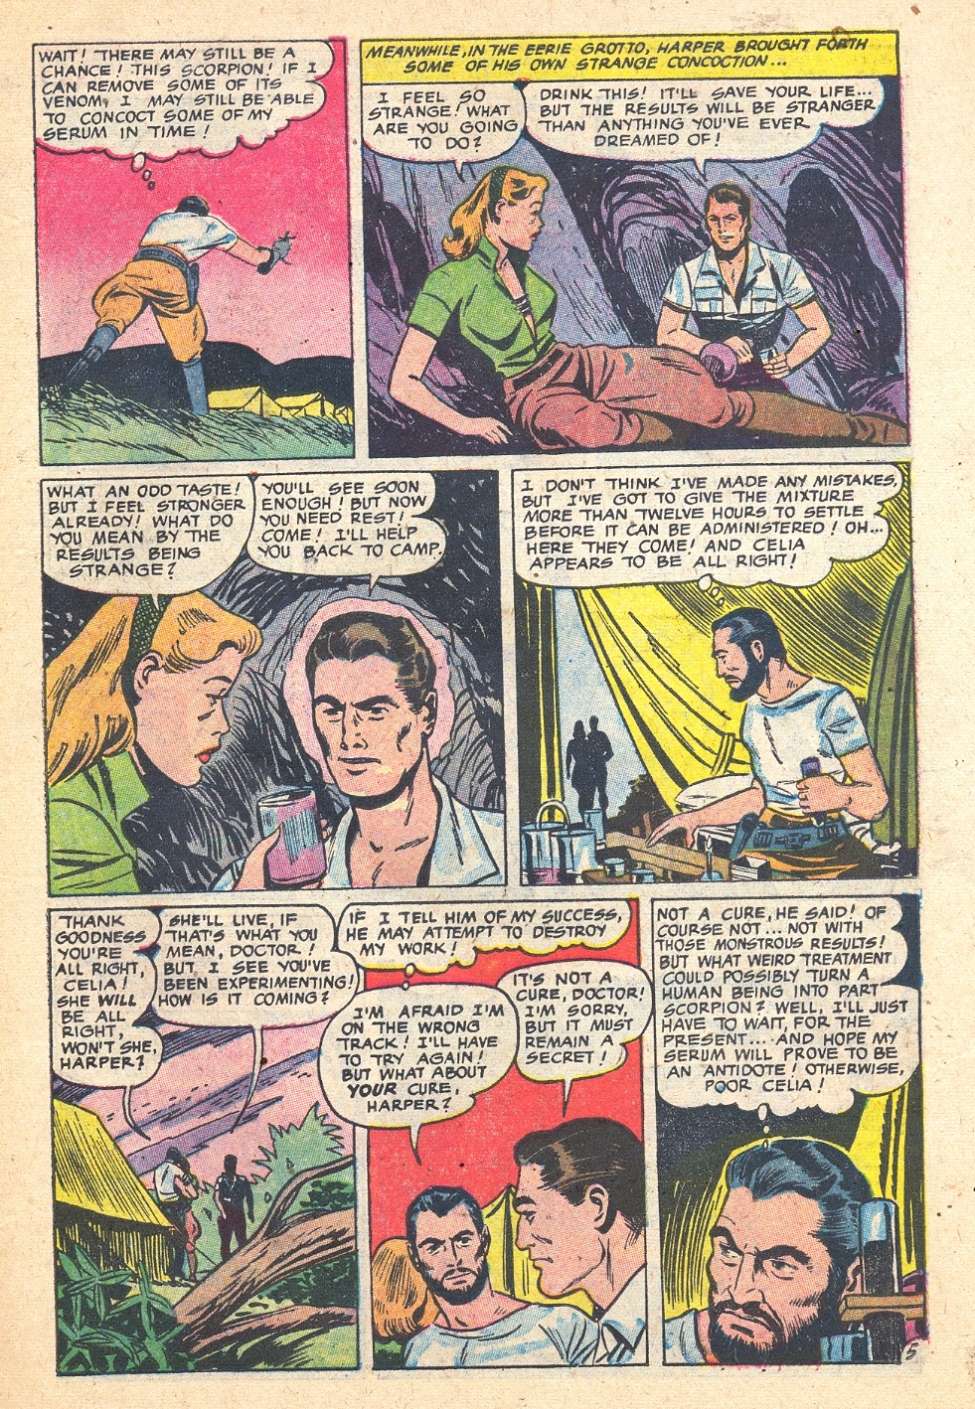 WAIT! THERE MAY STILL BE A
CHANCE! THIS SCORPION! IF I
CAN REMOVE SOME OF ITS
VENOM, I MAY STILL BE ABLE
TO CONCOCT SOME OF MY
SERUM IN TIME!
MEANWHILE, IN THE EERIE GROTTO, HARPER BROUGHT FORTH
SOME OF HIS OWN STRANGE CONCOCTION...
I FEEL SO
STRANGE! WHAT
ARE YOU GOING
TO DO?
DRINK THIS! IT'LL SAVE YOUR LIFE...
BUT THE RESULTS WILL BE STRANGER
THAN ANYTHING YOU'VE EVER
DREAMED OF!
WHAT AN ODD TASTE!
BUT I FEEL STRONGER
ALREADY! WHAT DO
YOU MEAN BY THE
RESULTS BEING
STRANGE?
YOU'LL SEE SOON
ENOUGH! BUT NOW
YOU NEED REST!
COME! I'LL HELP
YOU BACK TO CAMP.
I DON'T THINK I'VE MADE ANY MISTAKES,
BUT I'VE GOT TO GIVE THE MIXTURE
MORE THAN TWELVE HOURS TO SETTLE
BEFORE IT CAN BE ADMINISTERED! OH...
HERE THEY COME! AND CELIA
APPEARS TO BE ALL RIGHT!
THANK
GOODNESS
YOU'RE
ALL RIGHT,
CELIA!
SHE WILL
BE ALL
RIGHT,
WON'T SHE,
HARPER?
SHE'LL LIVE, IF
THAT'S WHAT YOU
MEAN, DOCTOR!
BUT I SEE YOU'VE
BEEN EXPERIMENTING!
HOW IS IT COMING?
IF I TELL HIM OF MY SUCCESS,
HE MAY ATTEMPT TO DESTROY
MY WORK!
I'M AFRAID I'M
ON THE WRONG
TRACK! I'LL HAVE
TO TRY AGAIN!
BUT WHAT ABOUT
YOUR CURE,
HARPER?
IT'S NOT A
CURE, DOCTOR!
I'M SORRY,
BUT IT MUST
REMAIN A
SECRET!
NOT A CURE, HE SAID! OF
COURSE NOT... NOT WITH
THOSE MONSTROUS RESULTS!
BUT WHAT WEIRD TREATMENT
COULD POSSIBLY TURN A
HUMAN BEING INTO PART
SCORPION? WELL, I'LL JUST
HAVE TO WAIT, FOR THE
PRESENT... AND HOPE MY
SERUM WILL PROVE TO BE
AN ANTIDOTE! OTHERWISE,
POOR CELIA!
5